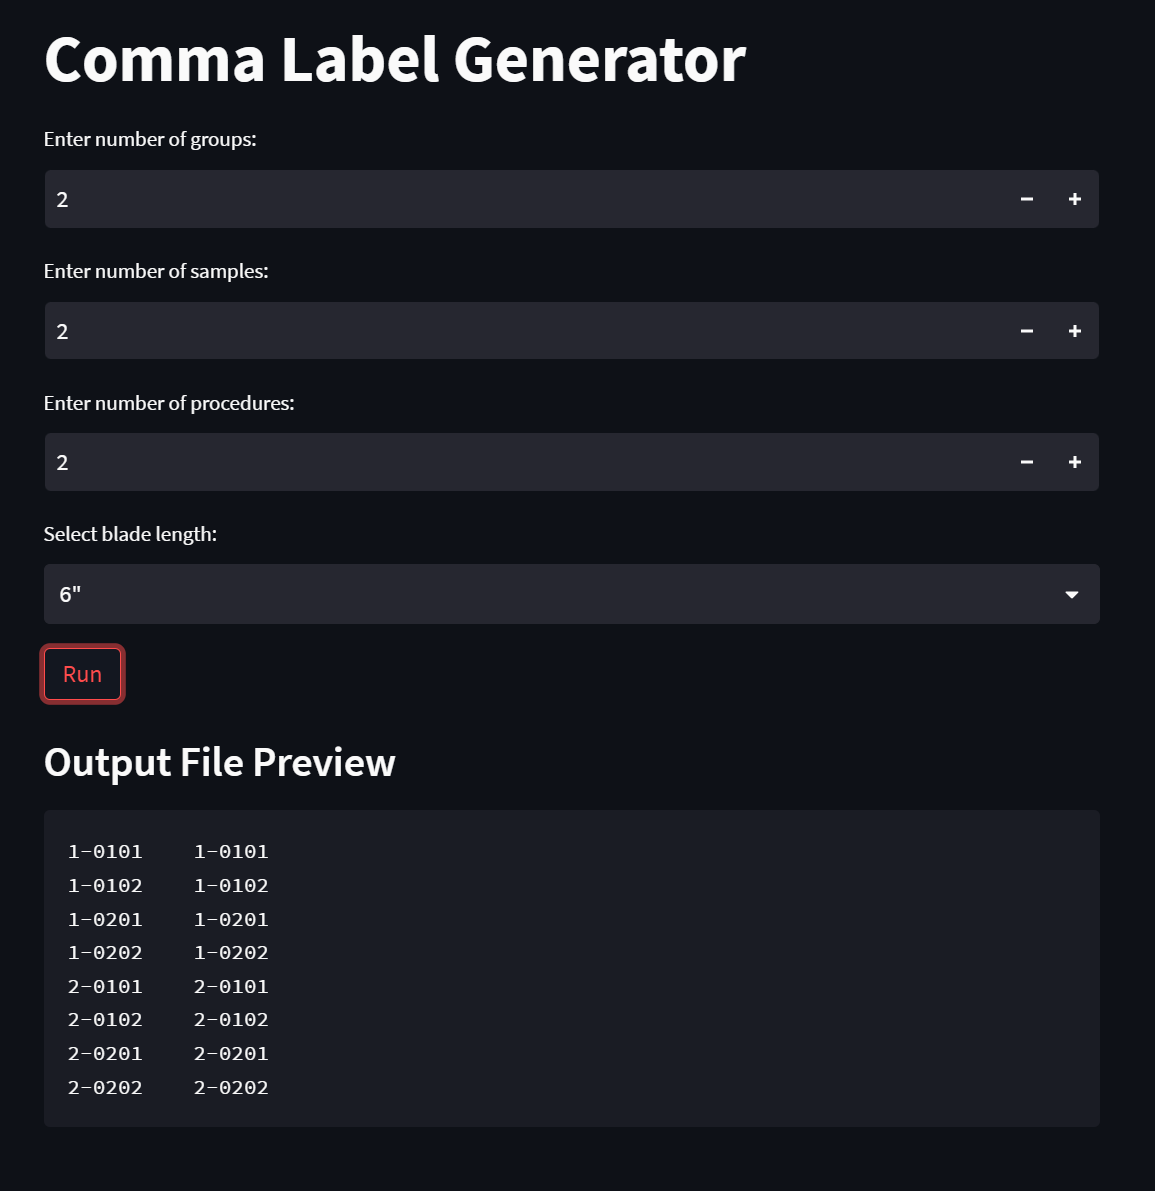 Comma Label Generator
Enter number of groups:
2
Enter number of samples:
2
Enter number of procedures:
2
Select blade length:
6"
Run
Output File Preview
1-0101    1-0101
1-0102    1-0102
1-0201    1-0201
1-0202    1-0202
2-0101    2-0101
2-0102    2-0102
2-0201    2-0201
2-0202    2-0202